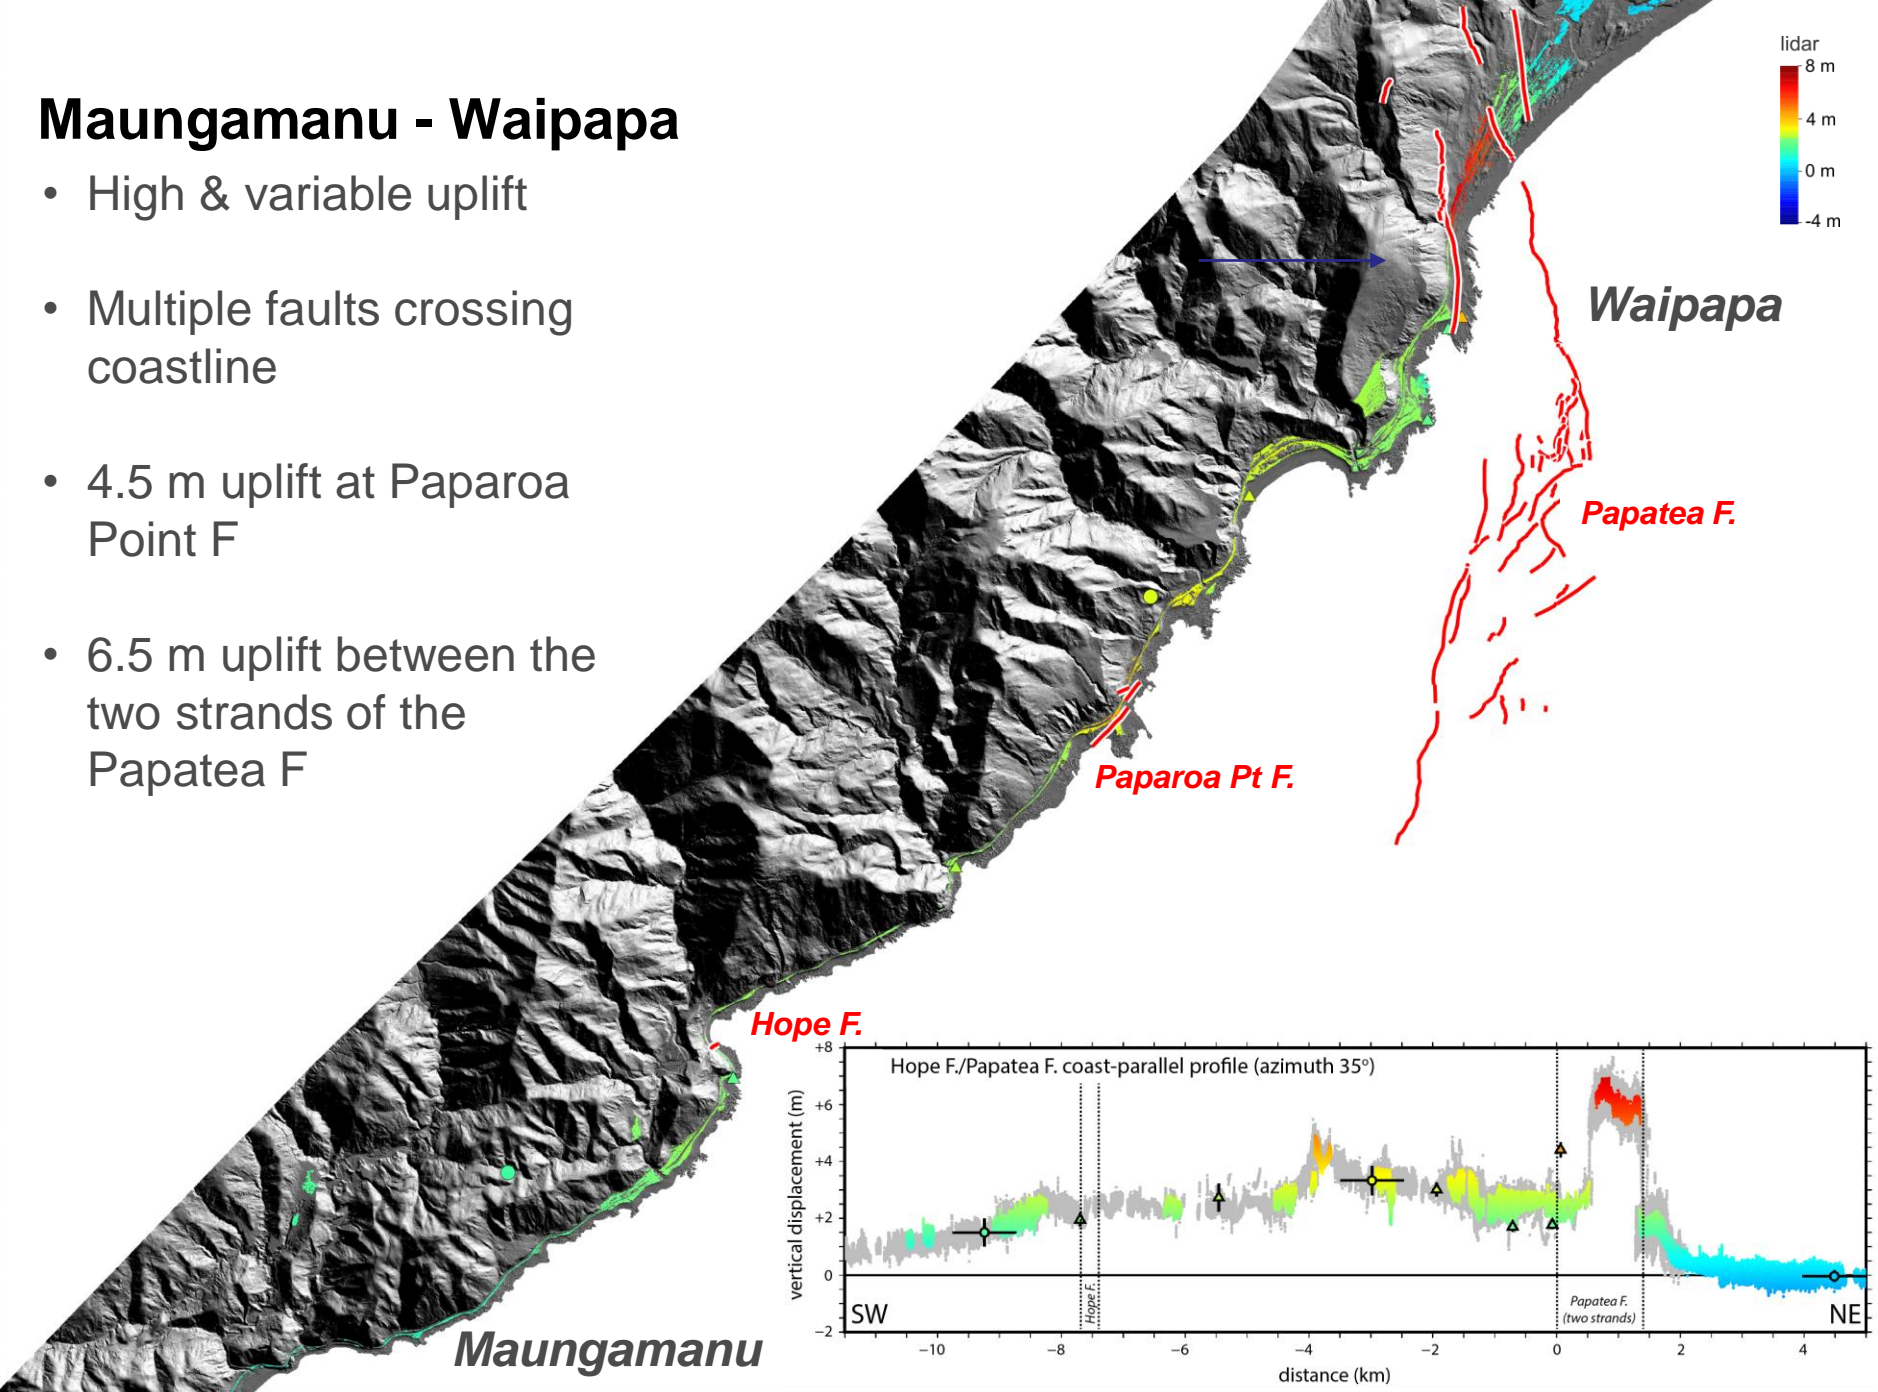 Maungamanu - Waipapa
• High & variable uplift
• Multiple faults crossing
coastline
• 4.5 m uplift at Paparoa
Point F
• 6.5 m uplift between the
two strands of the
Papatea F
lidar
8 m
4 m
0 m
-4 m
Waipapa
Papatea F.
Paparoa Pt F.
Hope F.
Maungamanu
Hope F./Papatea F. coast-parallel profile (azimuth 35º)
vertical displacement (m)
+8
+6
+4
+2
0
−2
SW
Hope F.
Papatea F.
(two strands)
NE
−10
−8
−6
−4
−2
0
2
4
distance (km)